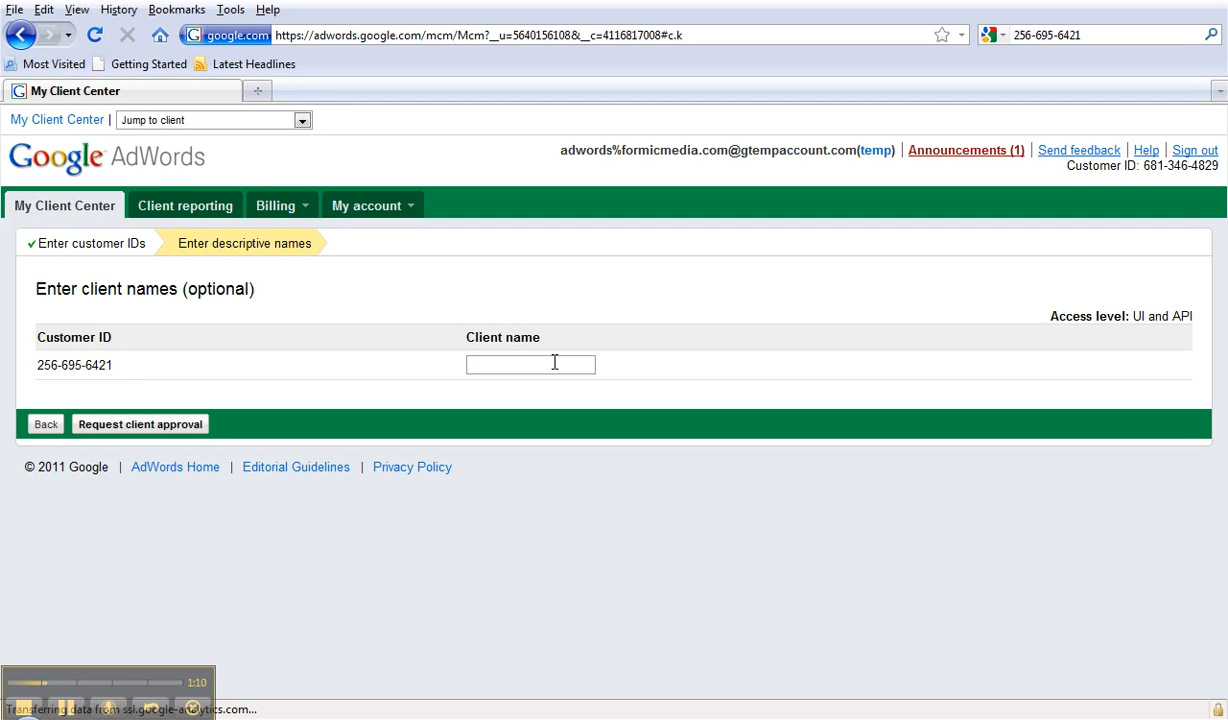 File Edit View History Bookmarks Tools Help
google.com https://adwords.google.com/mcm/Mcm?__u=5640156108&__c=4116817008#c.k 256-695-6421
Most Visited Getting Started Latest Headlines
My Client Center
My Client Center | Jump to client
Google AdWords
adwords%formicmedia.com@gtempaccount.com(temp) | Announcements (1) | Send feedback | Help | Sign out
Customer ID: 681-346-4829
My Client Center Client reporting Billing My account
Enter customer IDs Enter descriptive names
Enter client names (optional)
Access level: UI and API
Customer ID Client name
256-695-6421
Back Request client approval
© 2011 Google | AdWords Home | Editorial Guidelines | Privacy Policy
1:10
Transferring data from ssl.google-analytics.com...